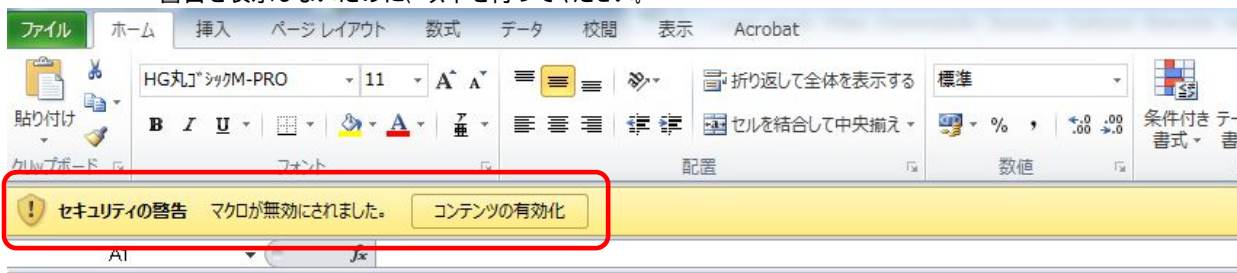 ファイル ホーム 挿入 ページ レイアウト 数式 データ 校閲 表示 Acrobat
HG丸ｺﾞｼｯｸM-PRO 11 A A 折り返して全体を表示する 標準
貼り付け B I U A セルを結合して中央揃え % , 条件付き
書式
クリップボード フォント 配置 数値
セキュリティの警告 マクロが無効にされました。 コンテンツの有効化
A1 fx